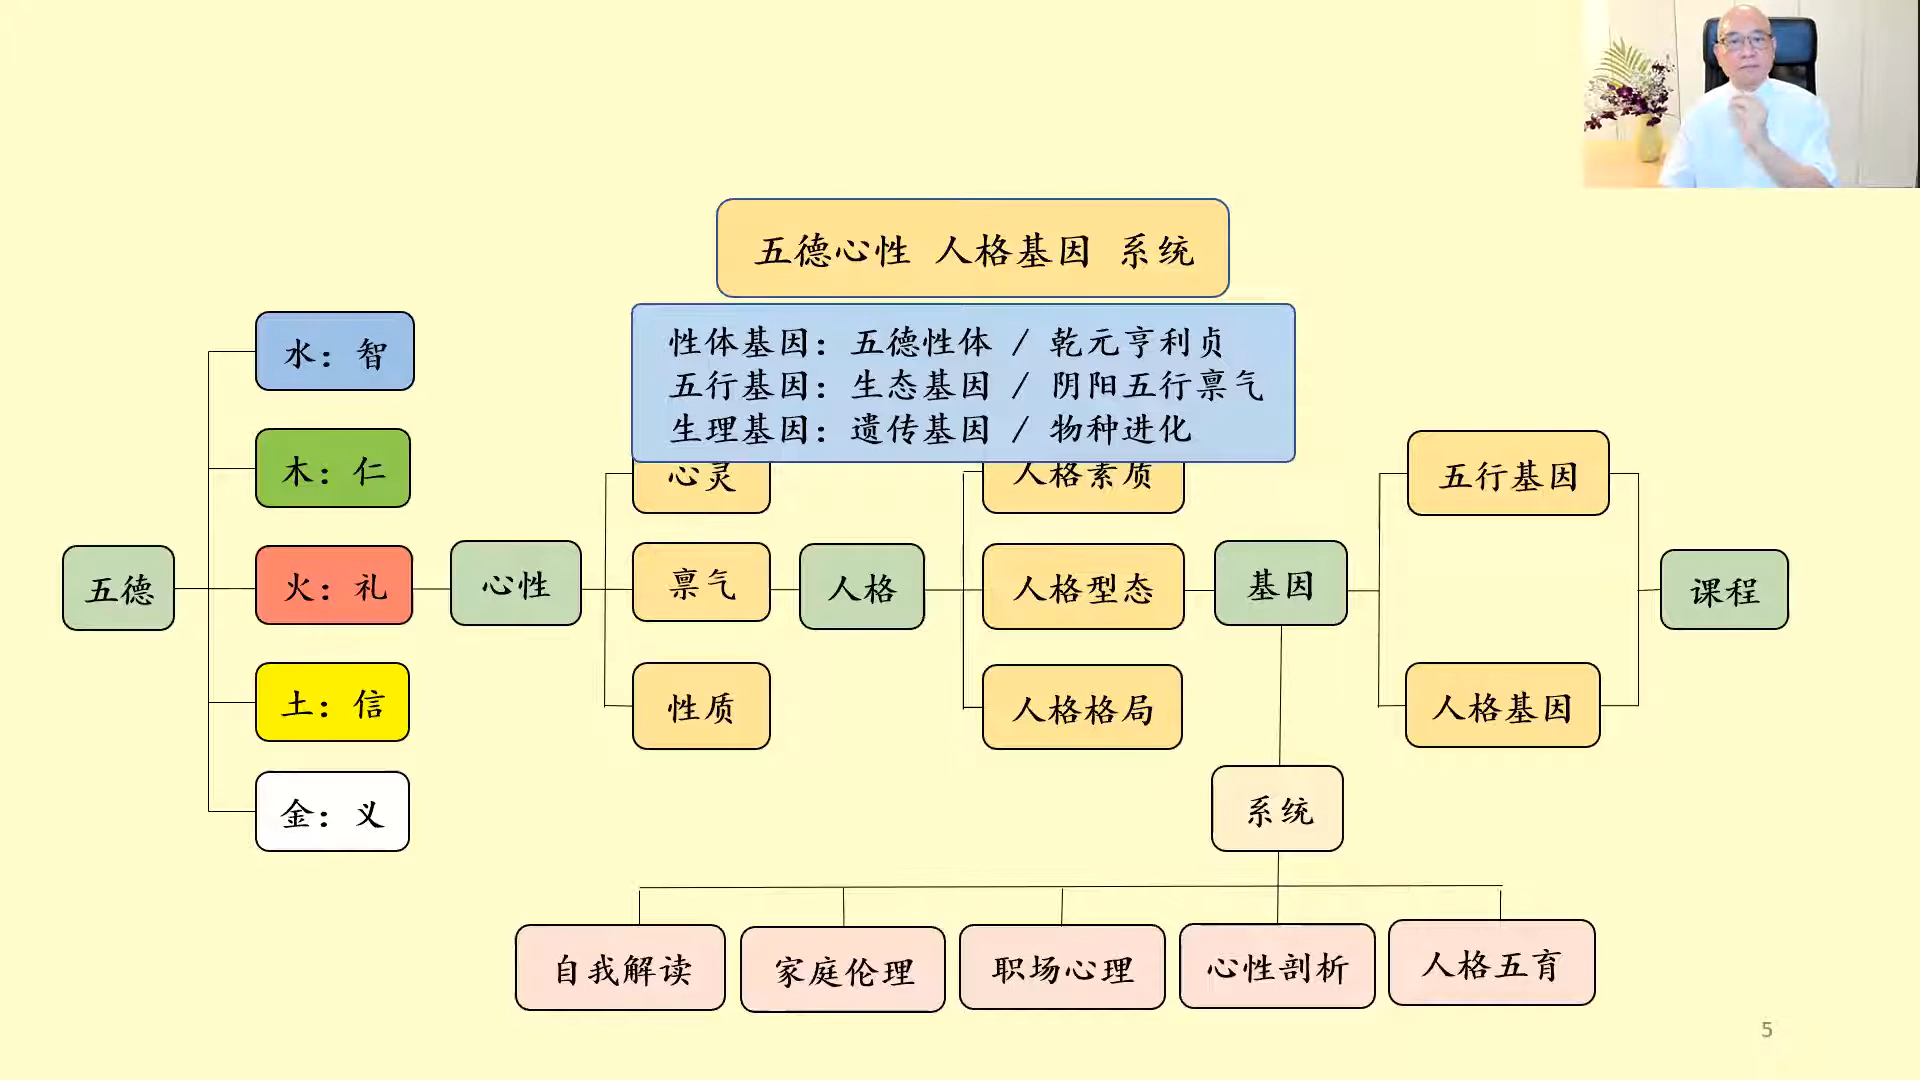 五德心性 人格基因 系统
性体基因：五德性体 / 乾元亨利贞
五行基因：生态基因 / 阴阳五行禀气
生理基因：遗传基因 / 物种进化
五德
水：智
木：仁
火：礼
土：信
金：义
心性
心灵
禀气
性质
人格
人格素质
人格型态
人格格局
基因
五行基因
人格基因
课程
系统
自我解读
家庭伦理
职场心理
心性剖析
人格五育
5